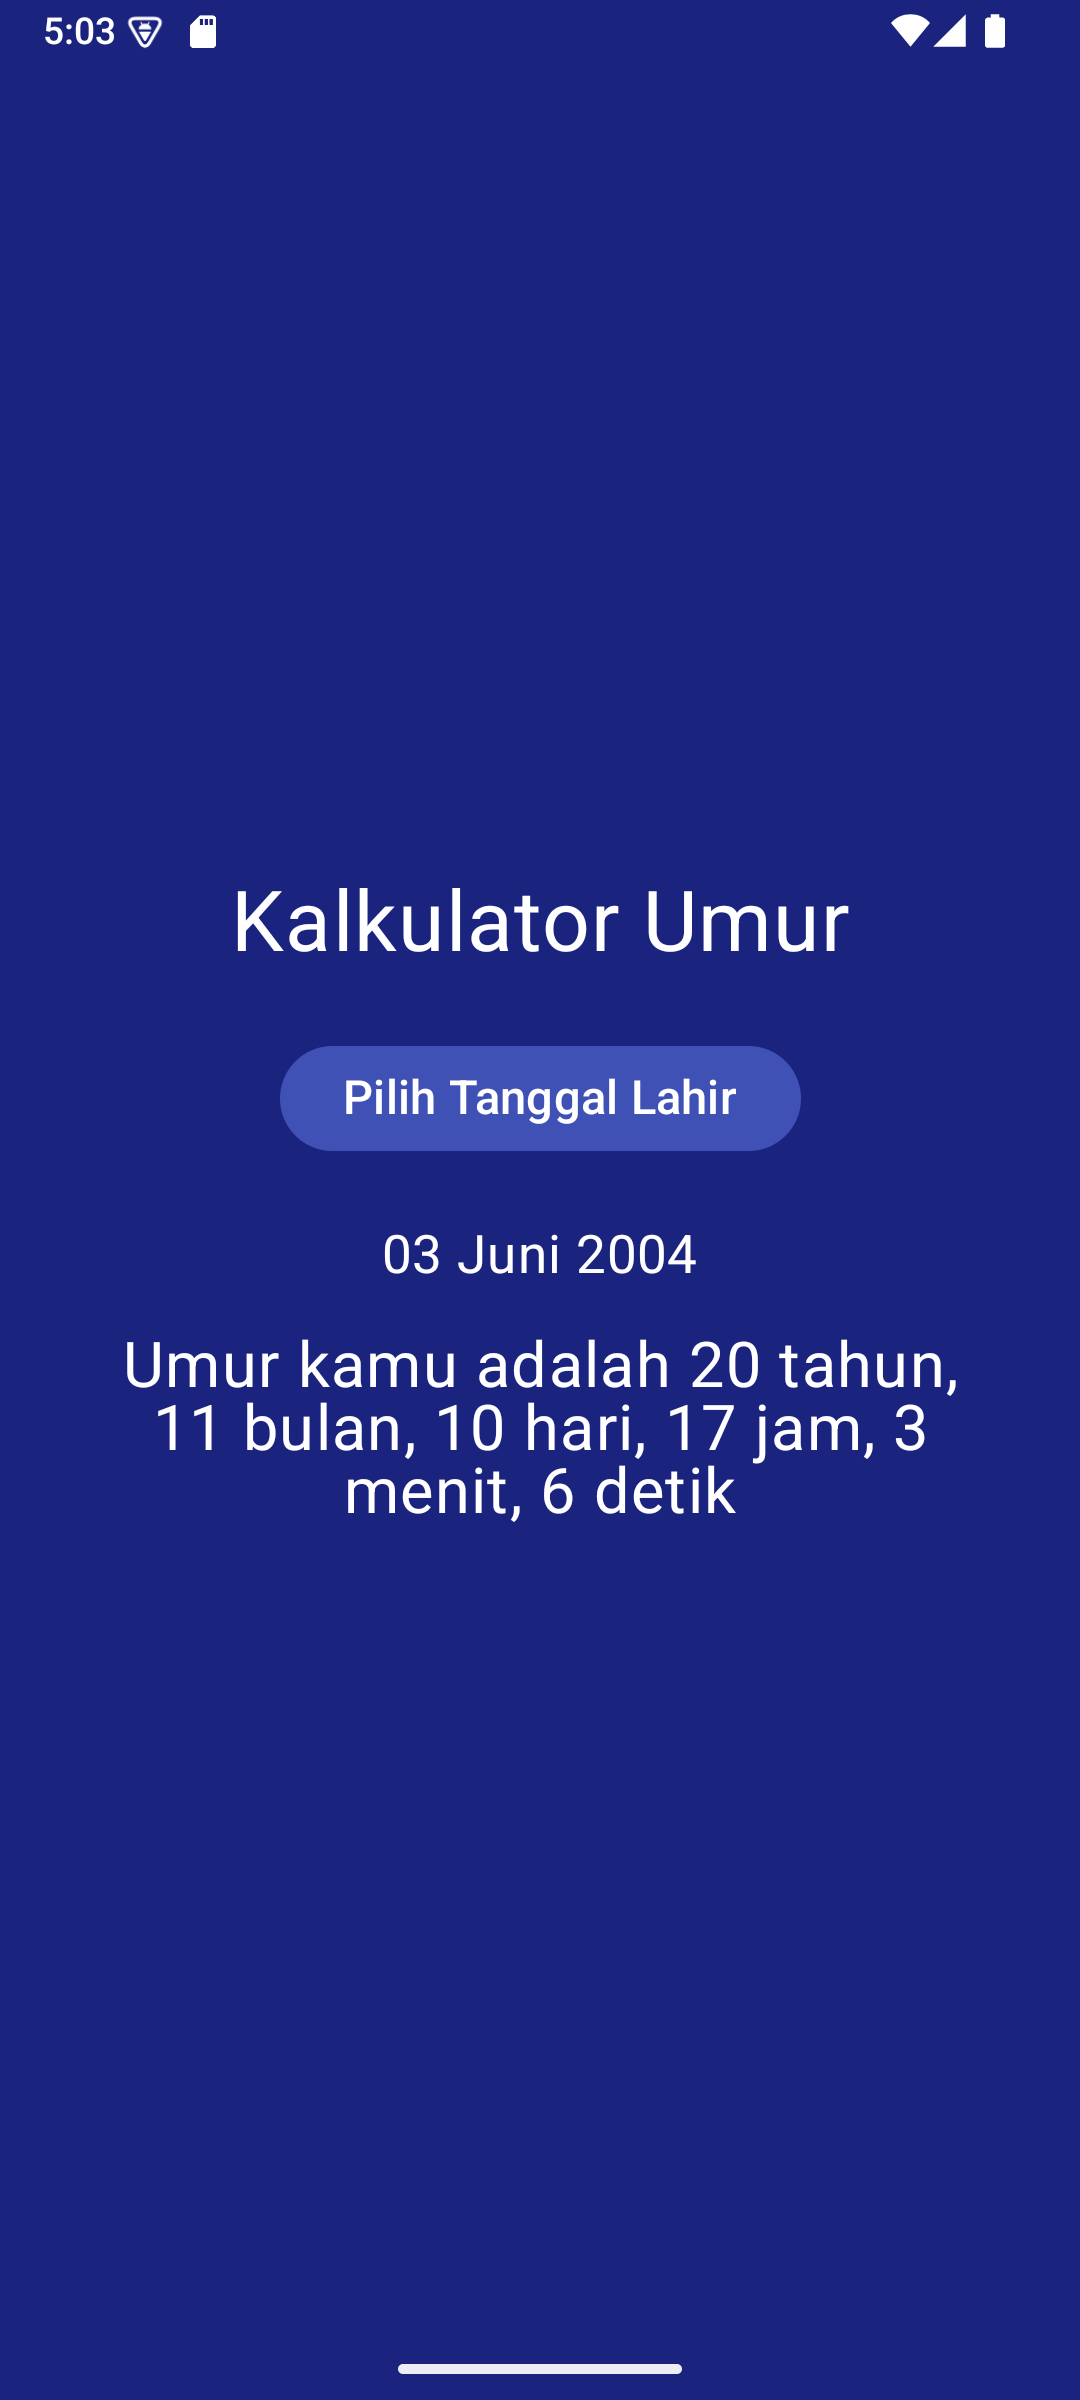 5:03
Kalkulator Umur
Pilih Tanggal Lahir
03 Juni 2004
Umur kamu adalah 20 tahun,
11 bulan, 10 hari, 17 jam, 3
menit, 6 detik